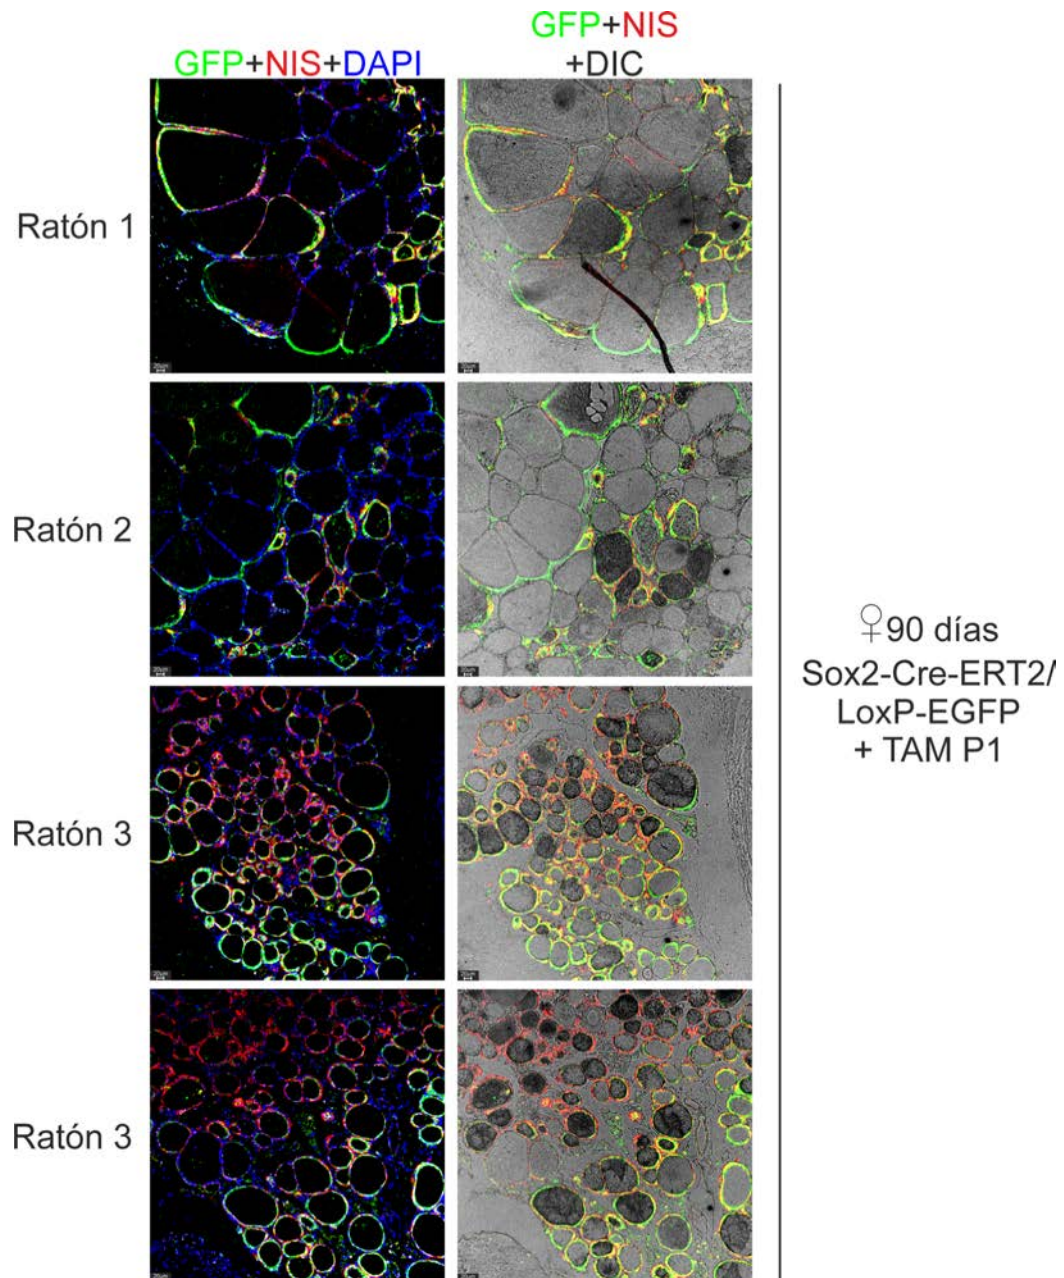 GFP+NIS+DAPI
GFP+NIS
+DIC
Ratón 1
Ratón 2
Ratón 3
Ratón 3
♀90 días
Sox2-Cre-ERT2/
LoxP-EGFP
+ TAM P1